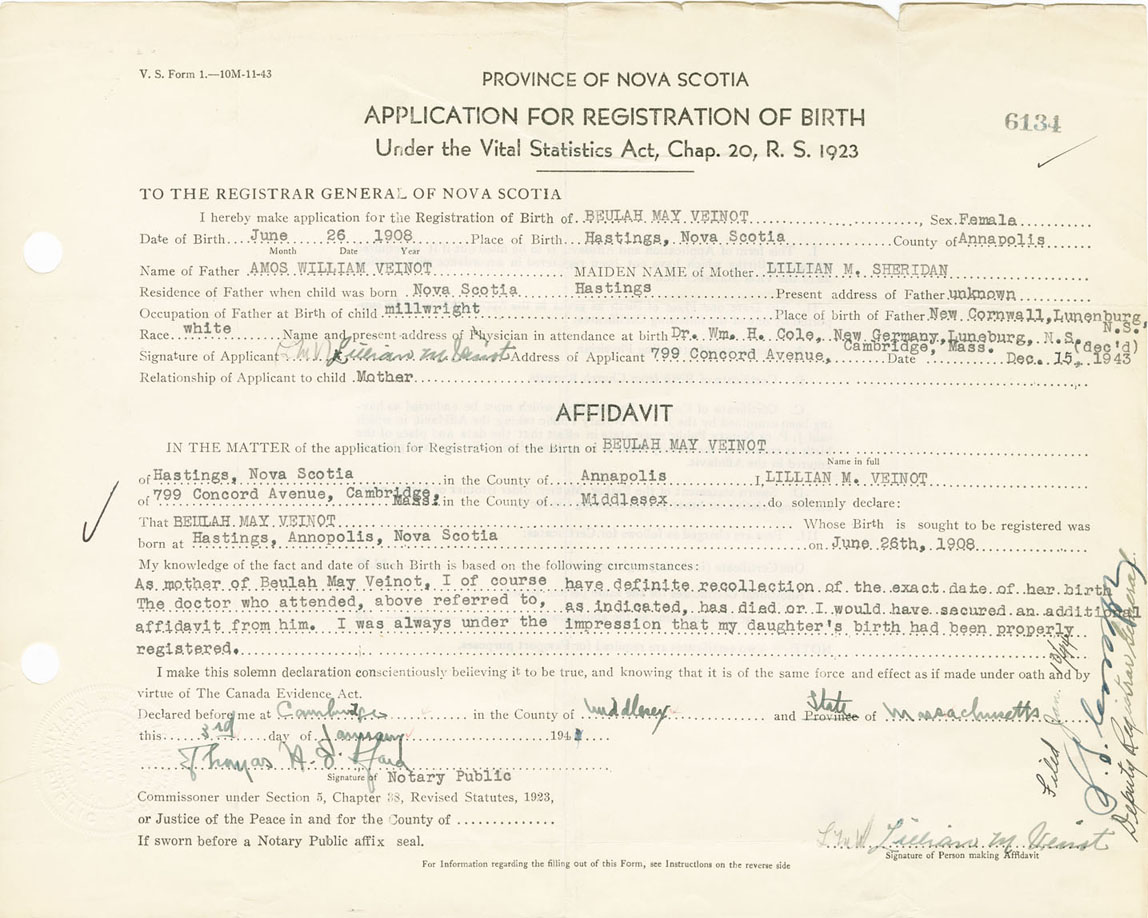 V. S. Form 1.—10M-11-43
PROVINCE OF NOVA SCOTIA
APPLICATION FOR REGISTRATION OF BIRTH
6134
Under the Vital Statistics Act, Chap. 20, R. S. 1923
TO THE REGISTRAR GENERAL OF NOVA SCOTIA
I hereby make application for the Registration of Birth of BEULAH MAY VEINOT, Sex Female
Date of Birth June 26 1908 Place of Birth Hastings, Nova Scotia County of Annapolis
Month Date Year
Name of Father AMOS WILLIAM VEINOT MAIDEN NAME of Mother LILLIAN M. SHERIDAN
Residence of Father when child was born Nova Scotia Hastings Present address of Father unknown
Occupation of Father at Birth of child millwright Place of birth of Father New Cornwall, Lunenburg, N.S.
Race white Name and present address of Physician in attendance at birth Dr. Wm. H. Cole, New Germany, Luneburg, N.S. (dec'd)
Signature of Applicant Lillian M Veinot Address of Applicant 799 Concord Avenue, Cambridge, Mass. Date Dec. 15, 1943
Relationship of Applicant to child Mother
AFFIDAVIT
IN THE MATTER of the application for Registration of the Birth of BEULAH MAY VEINOT
Name in full
of Hastings, Nova Scotia in the County of Annapolis I, LILLIAN M. VEINOT
of 799 Concord Avenue, Cambridge, Mass. in the County of Middlesex do solemnly declare:
That BEULAH MAY VEINOT Whose Birth is sought to be registered was
born at Hastings, Annopolis, Nova Scotia on June 26th, 1908
My knowledge of the fact and date of such Birth is based on the following circumstances:
As mother of Beulah May Veinot, I of course have definite recollection of the exact date of her birth
The doctor who attended, above referred to, as indicated, has died or I would have secured an additional
affidavit from him. I was always under the impression that my daughter's birth had been properly
registered.
I make this solemn declaration conscientiously believing it to be true, and knowing that it is of the same force and effect as if made under oath and by
virtue of The Canada Evidence Act.
Declared before me at Cambridge in the County of Middlesex and State Province of Massachusetts
this 3rd day of January 194
Thomas
Signature of Notary Public
Commissoner under Section 5, Chapter 38, Revised Statutes, 1923,
or Justice of the Peace in and for the County of
If sworn before a Notary Public affix seal.
Lillian M Veinot
Signature of Person making Affidavit
For Information regarding the filling out of this Form, see Instructions on the reverse side
Filed Jan.
Deputy Registrar General